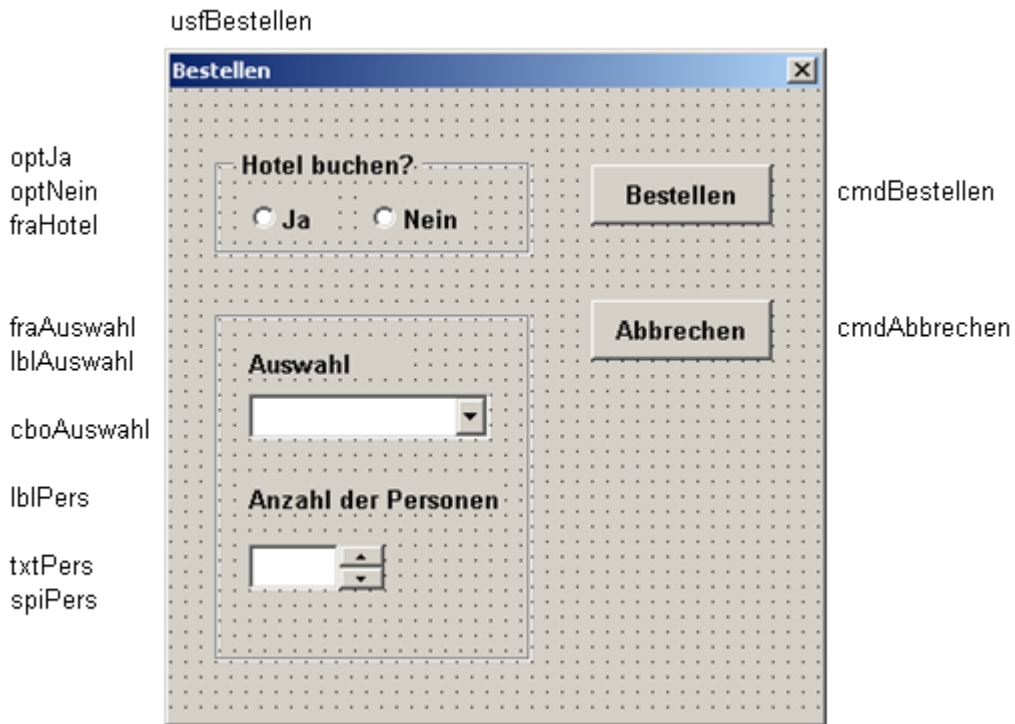 usfBestellen
Bestellen
optJa
optNein
fraHotel
Hotel buchen?
Ja
Nein
Bestellen
cmdBestellen
fraAuswahl
lblAuswahl
Auswahl
Abbrechen
cmdAbbrechen
cboAuswahl
lblPers
Anzahl der Personen
txtPers
spiPers